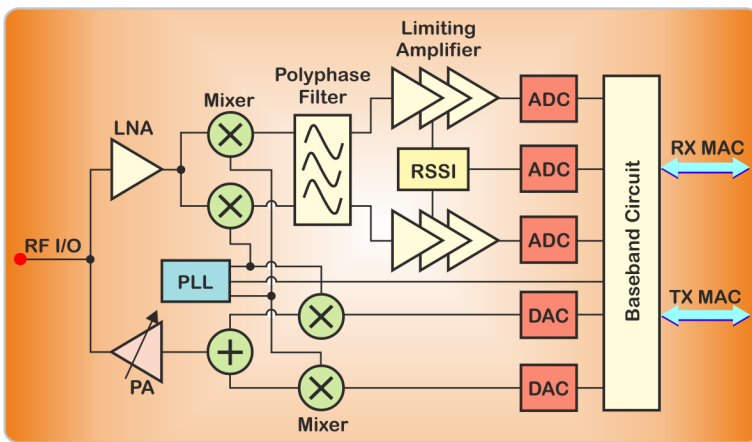 Limiting
Amplifier
Polyphase
Filter
Mixer
LNA
ADC
RX MAC
RSSI
ADC
ADC
RF I/O
PLL
Baseband Circuit
TX MAC
DAC
PA
DAC
Mixer